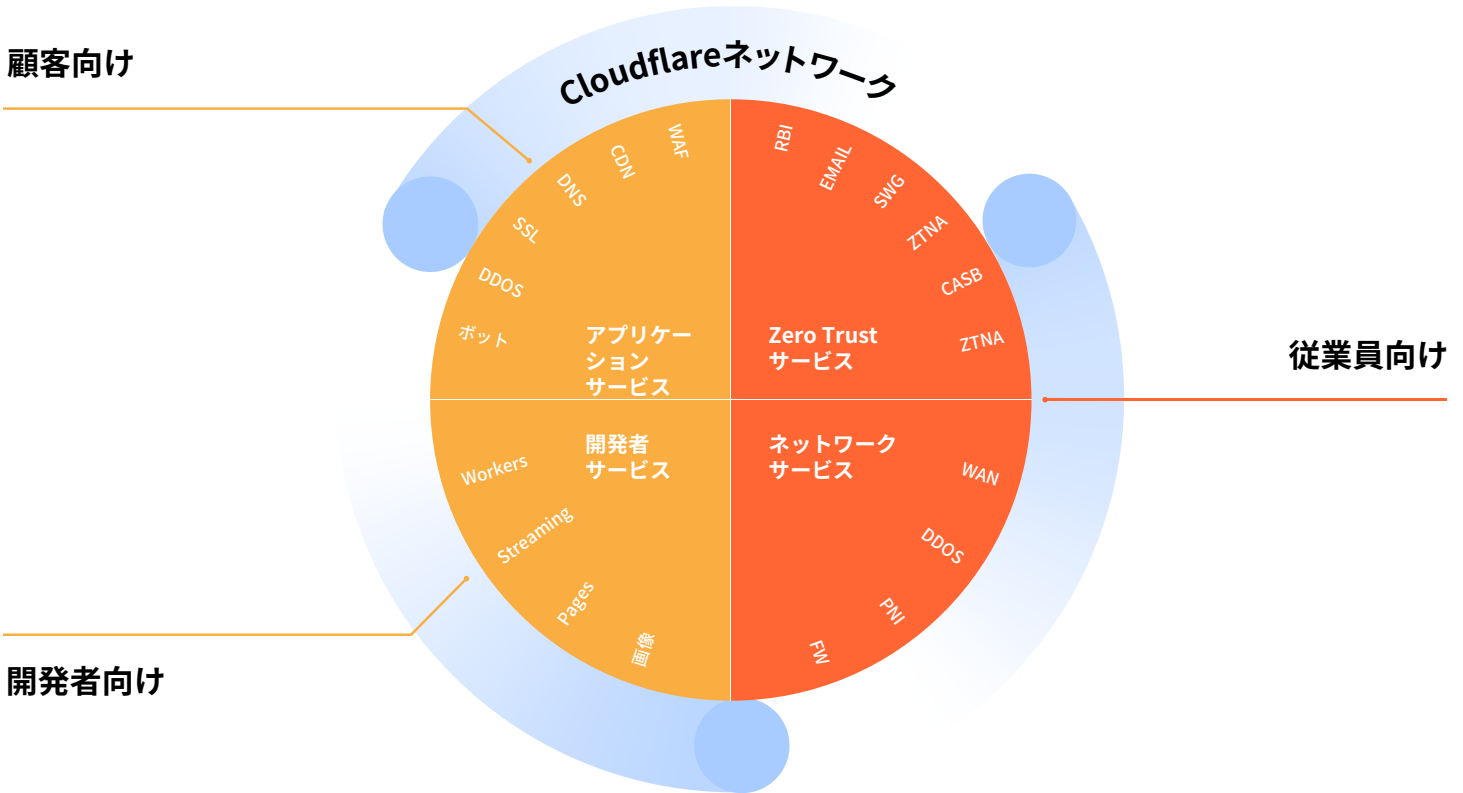 顧客向け
Cloudflareネットワーク
WAF
CDN
DNS
SSL
DDOS
ボット
アプリケー
ション
サービス
RBI
EMAIL
SWG
ZTNA
CASB
ZTNA
Zero Trust
サービス
従業員向け
開発者
サービス
Workers
Streaming
Pages
画像
ネットワーク
サービス
WAN
DDOS
PNI
FW
開発者向け